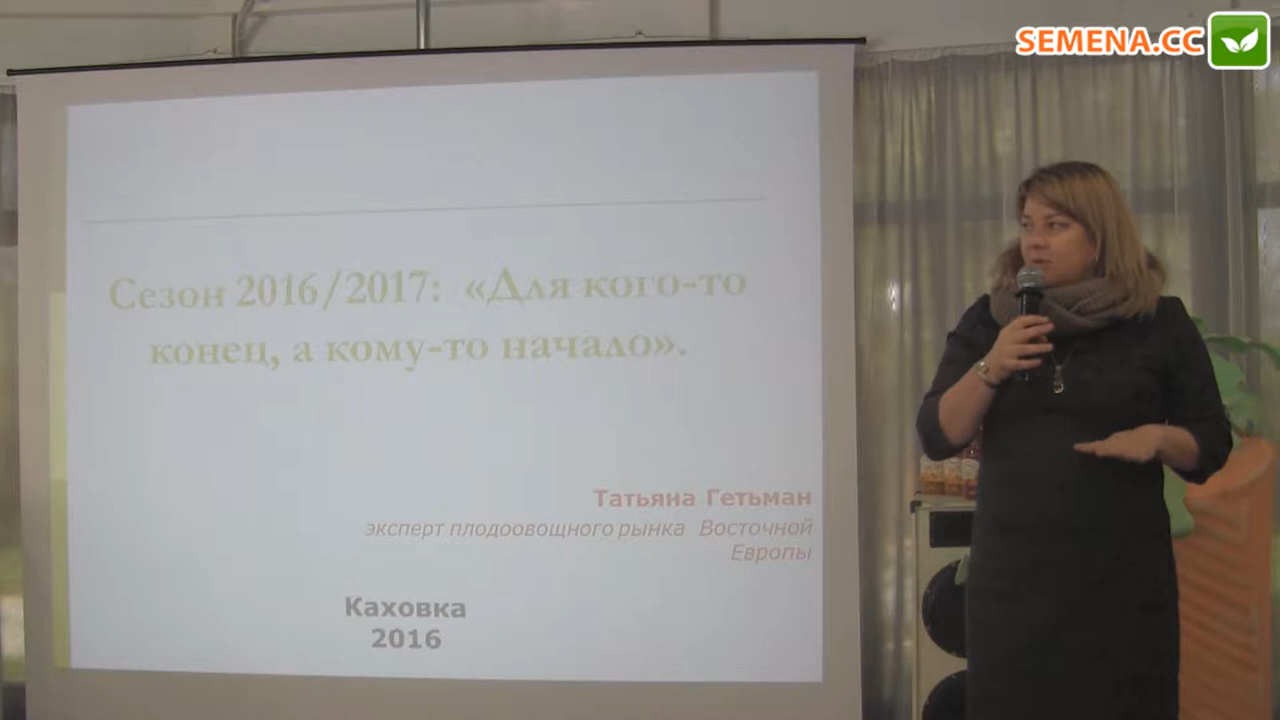 SEMENA.CC
Сезон 2016/2017: «Для кого-то
конец, а кому-то начало».
Татьяна Гетьман
эксперт плодоовощного рынка Восточной
Европы
Каховка
2016